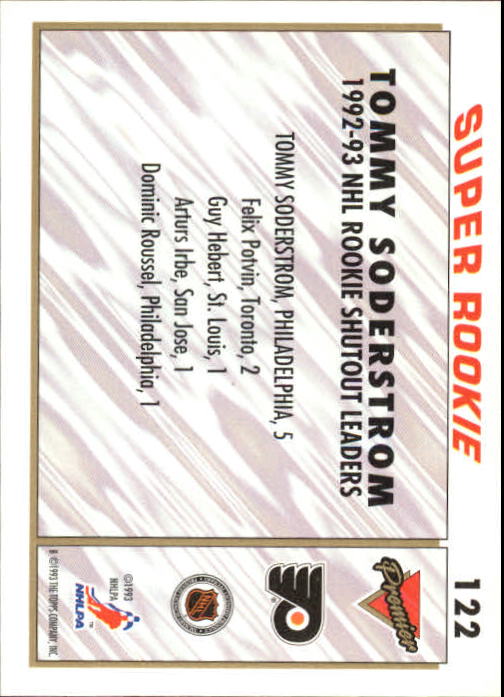 SUPER ROOKIE
122
TOMMY SODERSTROM
1992-93 NHL ROOKIE SHUTOUT LEADERS
TOMMY SODERSTROM, PHILADELPHIA, 5
Felix Potvin, Toronto, 2
Guy Hebert, St. Louis, 1
Arturs Irbe, San Jose, 1
Dominic Roussel, Philadelphia, 1
Premier
NHL
©1993
NHLPA
NHLPA™
®©1993 THE TOPPS COMPANY, INC.